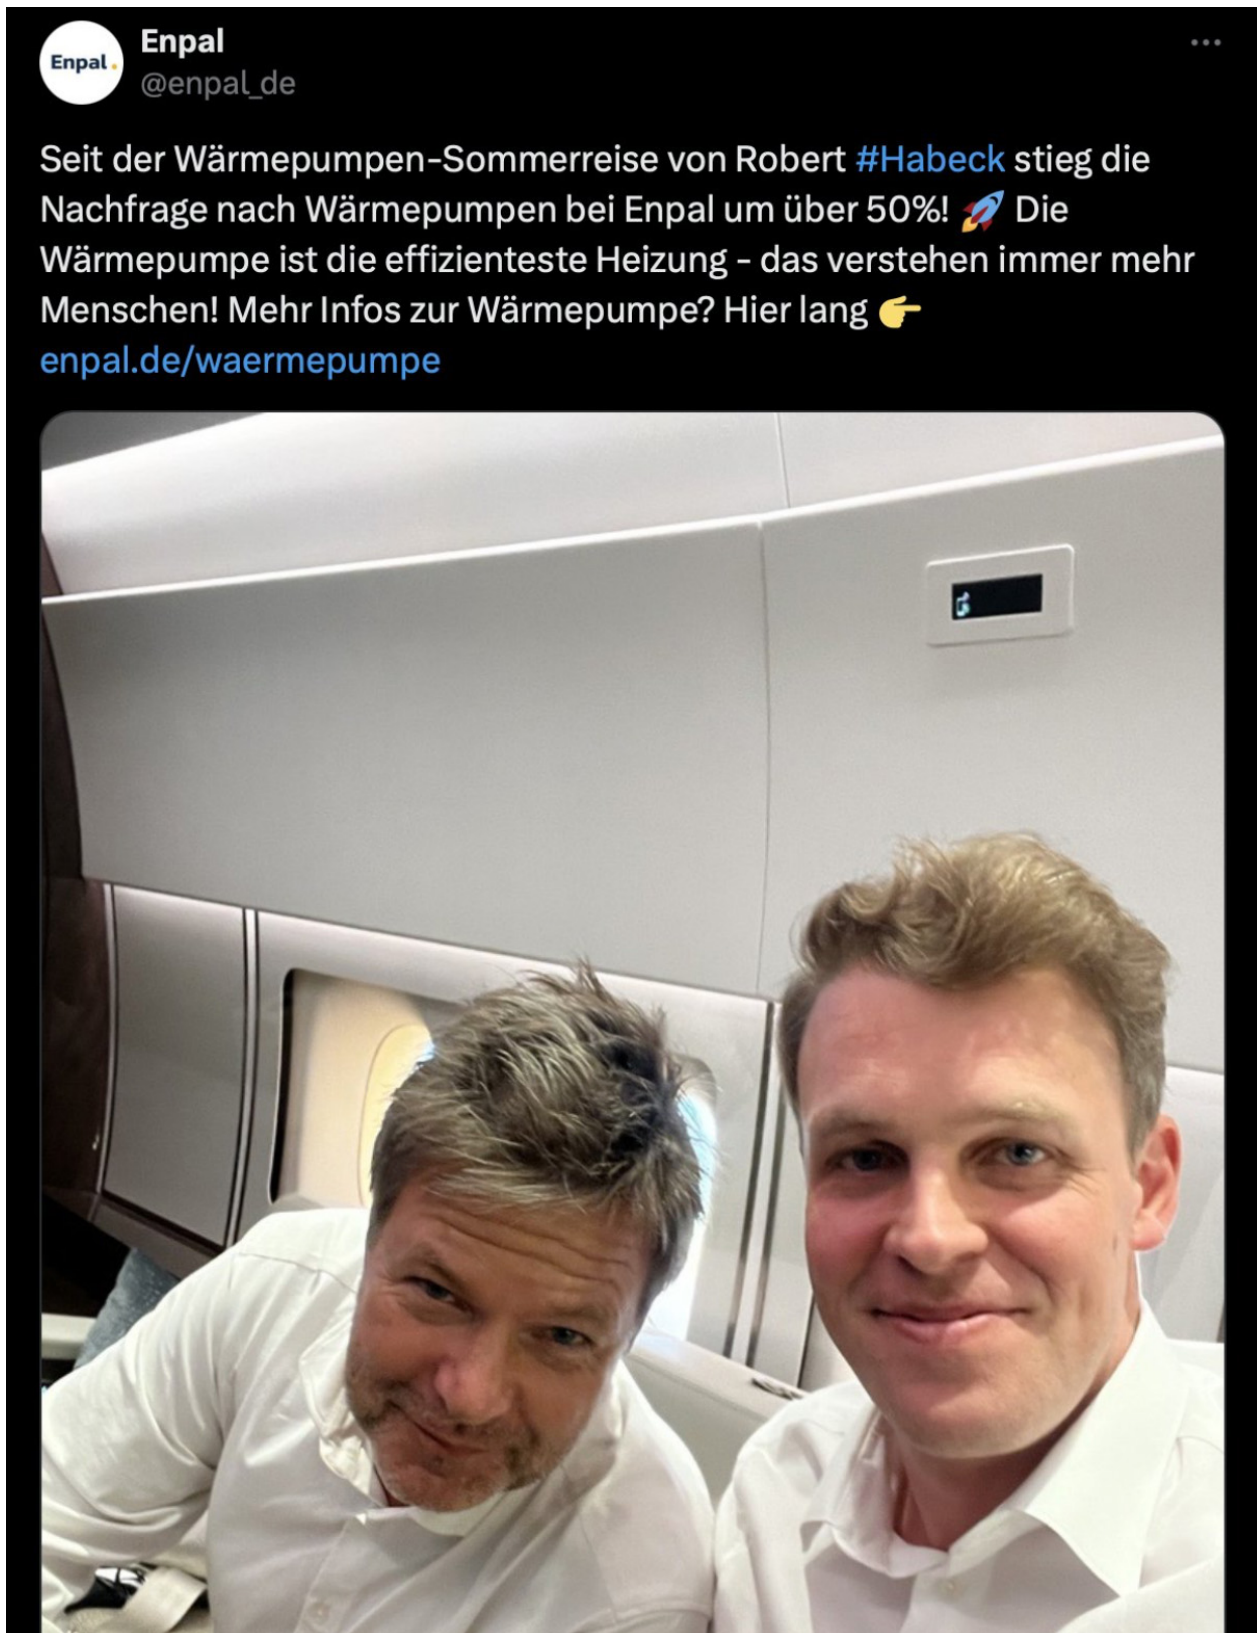 Enpal.
Enpal
@enpal_de
Seit der Wärmepumpen-Sommerreise von Robert #Habeck stieg die
Nachfrage nach Wärmepumpen bei Enpal um über 50%! 🚀 Die
Wärmepumpe ist die effizienteste Heizung - das verstehen immer mehr
Menschen! Mehr Infos zur Wärmepumpe? Hier lang 👉
enpal.de/waermepumpe